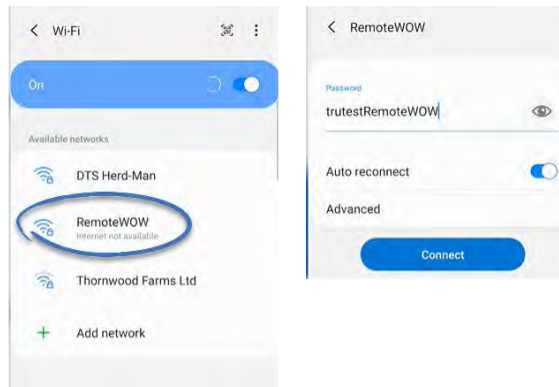 Wi-Fi
On
Available networks
DTS Herd-Man
RemoteWOW
Internet not available
Thornwood Farms Ltd
Add network
RemoteWOW
Password
trutestRemoteWOW
Auto reconnect
Advanced
Connect